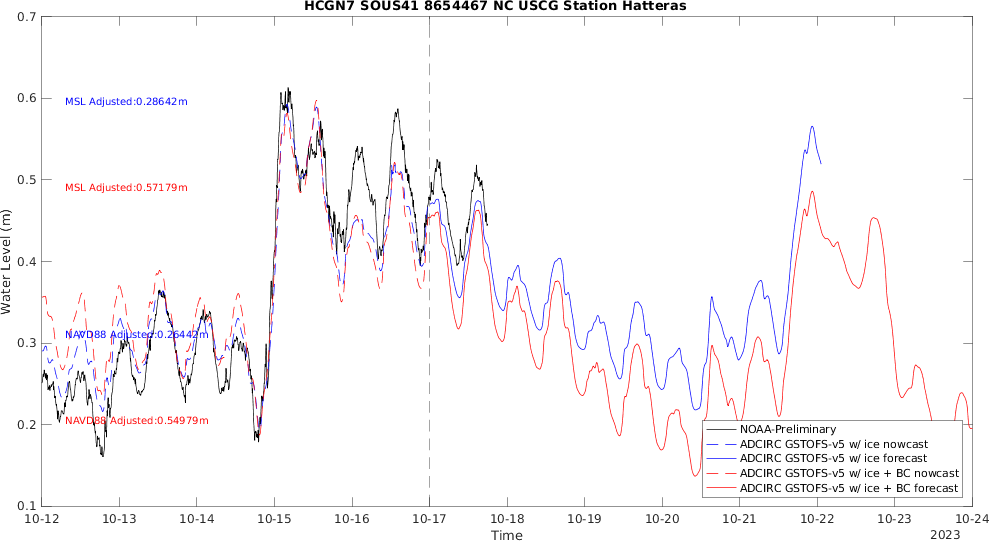 HCGN7 SOUS41 8654467 NC USCG Station Hatteras
0.7
0.6
0.5
0.4
0.3
0.2
0.1
Water Level (m)
MSL Adjusted:0.28642m
MSL Adjusted:0.57179m
NAVD88 Adjusted:0.26442m
NAVD88 Adjusted:0.54979m
NOAA-Preliminary
ADCIRC GSTOFS-v5 w/ ice nowcast
ADCIRC GSTOFS-v5 w/ ice forecast
ADCIRC GSTOFS-v5 w/ ice + BC nowcast
ADCIRC GSTOFS-v5 w/ ice + BC forecast
10-12 10-13 10-14 10-15 10-16 10-17 10-18 10-19 10-20 10-21 10-22 10-23 10-24
Time
2023